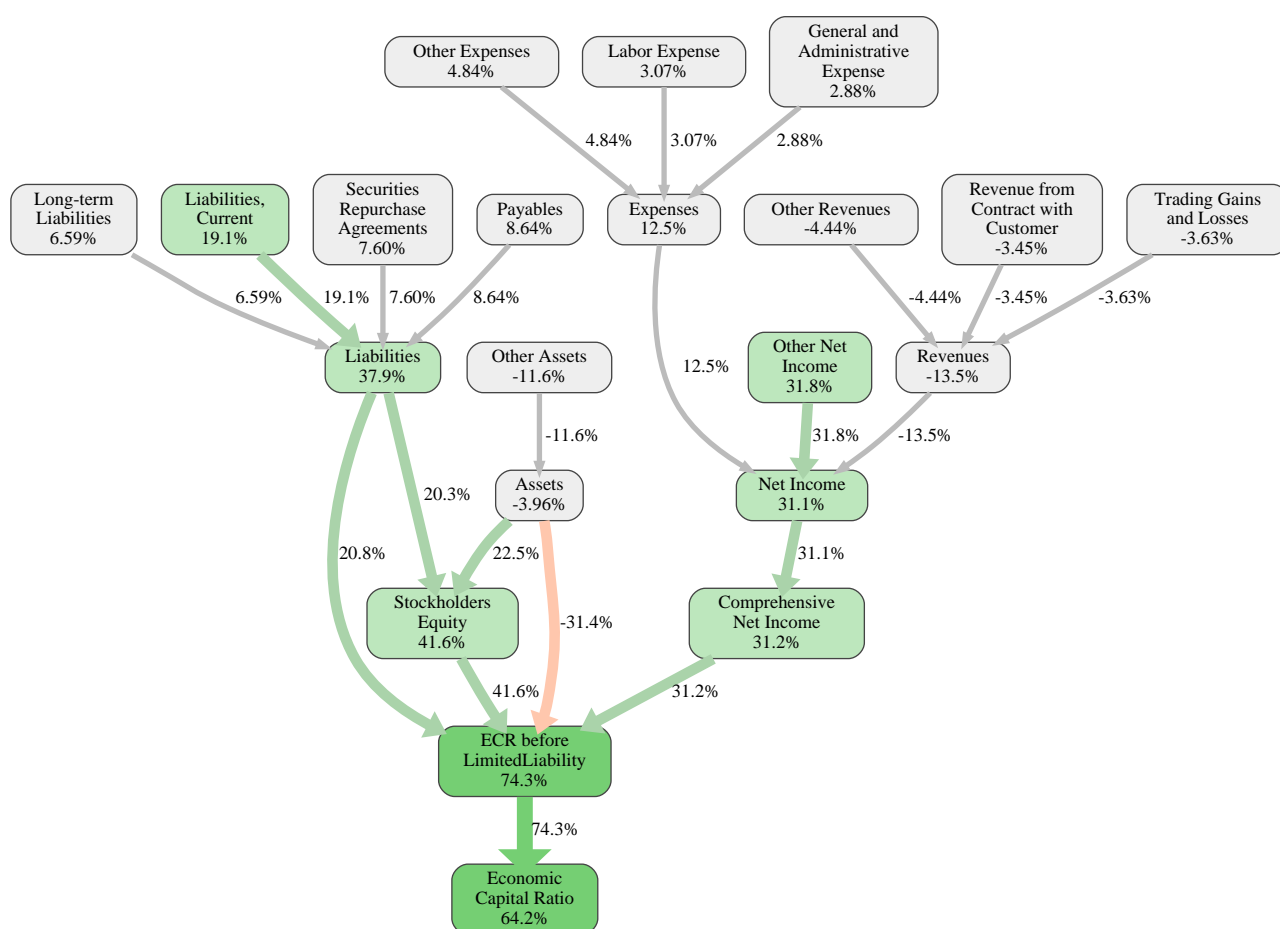 General and
Administrative
Expense
2.88%
Other Expenses
4.84%
Labor Expense
3.07%
4.84%
3.07%
2.88%
Long-term
Liabilities
6.59%
Liabilities,
Current
19.1%
Securities
Repurchase
Agreements
7.60%
Payables
8.64%
Expenses
12.5%
Other Revenues
-4.44%
Revenue from
Contract with
Customer
-3.45%
Trading Gains
and Losses
-3.63%
6.59%
19.1%
7.60%
8.64%
-4.44%
-3.45%
-3.63%
Liabilities
37.9%
Other Assets
-11.6%
12.5%
Other Net
Income
31.8%
Revenues
-13.5%
-11.6%
31.8%
-13.5%
20.3%
Assets
-3.96%
Net Income
31.1%
20.8%
22.5%
31.1%
Stockholders
Equity
41.6%
-31.4%
Comprehensive
Net Income
31.2%
41.6%
31.2%
ECR before
LimitedLiability
74.3%
74.3%
Economic
Capital Ratio
64.2%